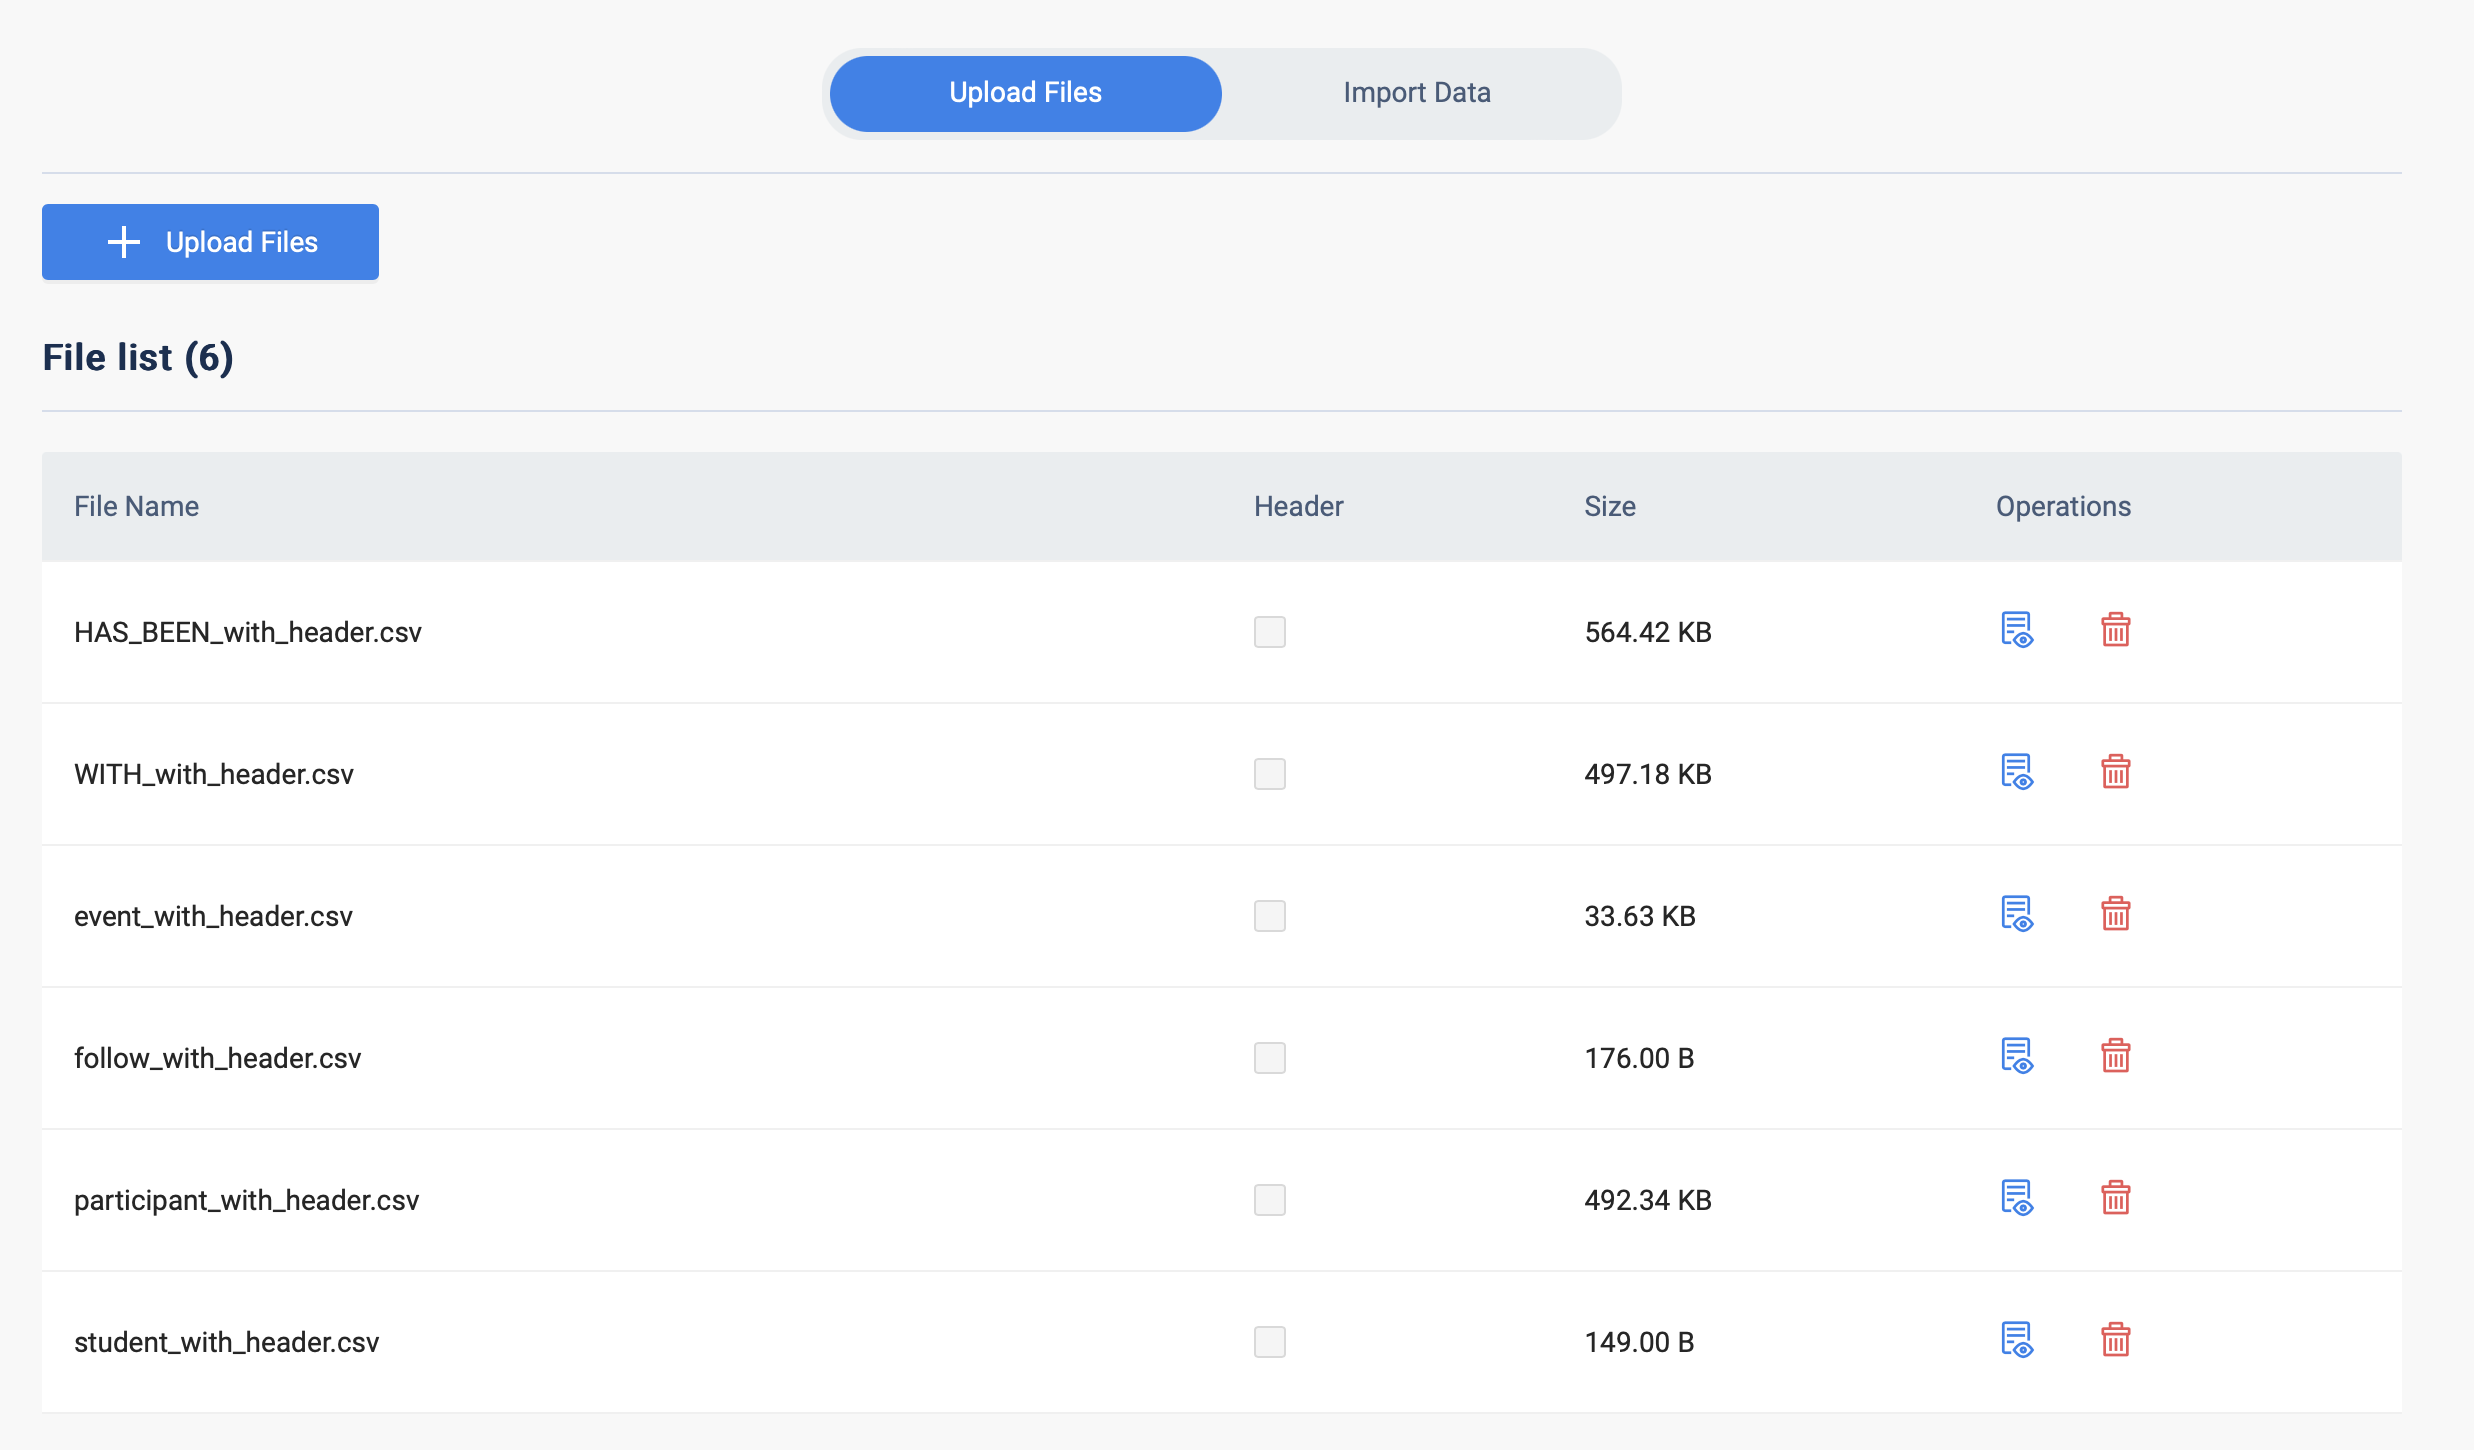 Upload Files Import Data
Upload Files
File list (6)
File Name Header Size Operations
HAS_BEEN_with_header.csv 564.42 KB
WITH_with_header.csv 497.18 KB
event_with_header.csv 33.63 KB
follow_with_header.csv 176.00 B
participant_with_header.csv 492.34 KB
student_with_header.csv 149.00 B